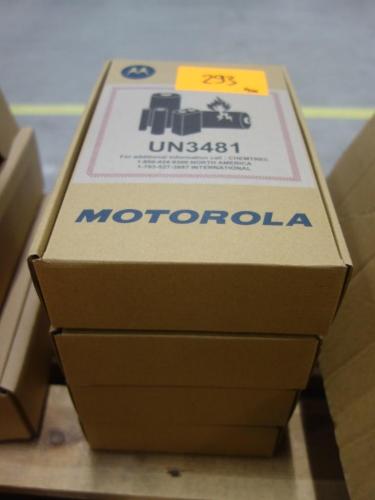 293
UN3481
For additional information call : CHEMTREC
1-800-424-9300 NORTH AMERICA
1-703-527-3887 INTERNATIONAL
MOTOROLA